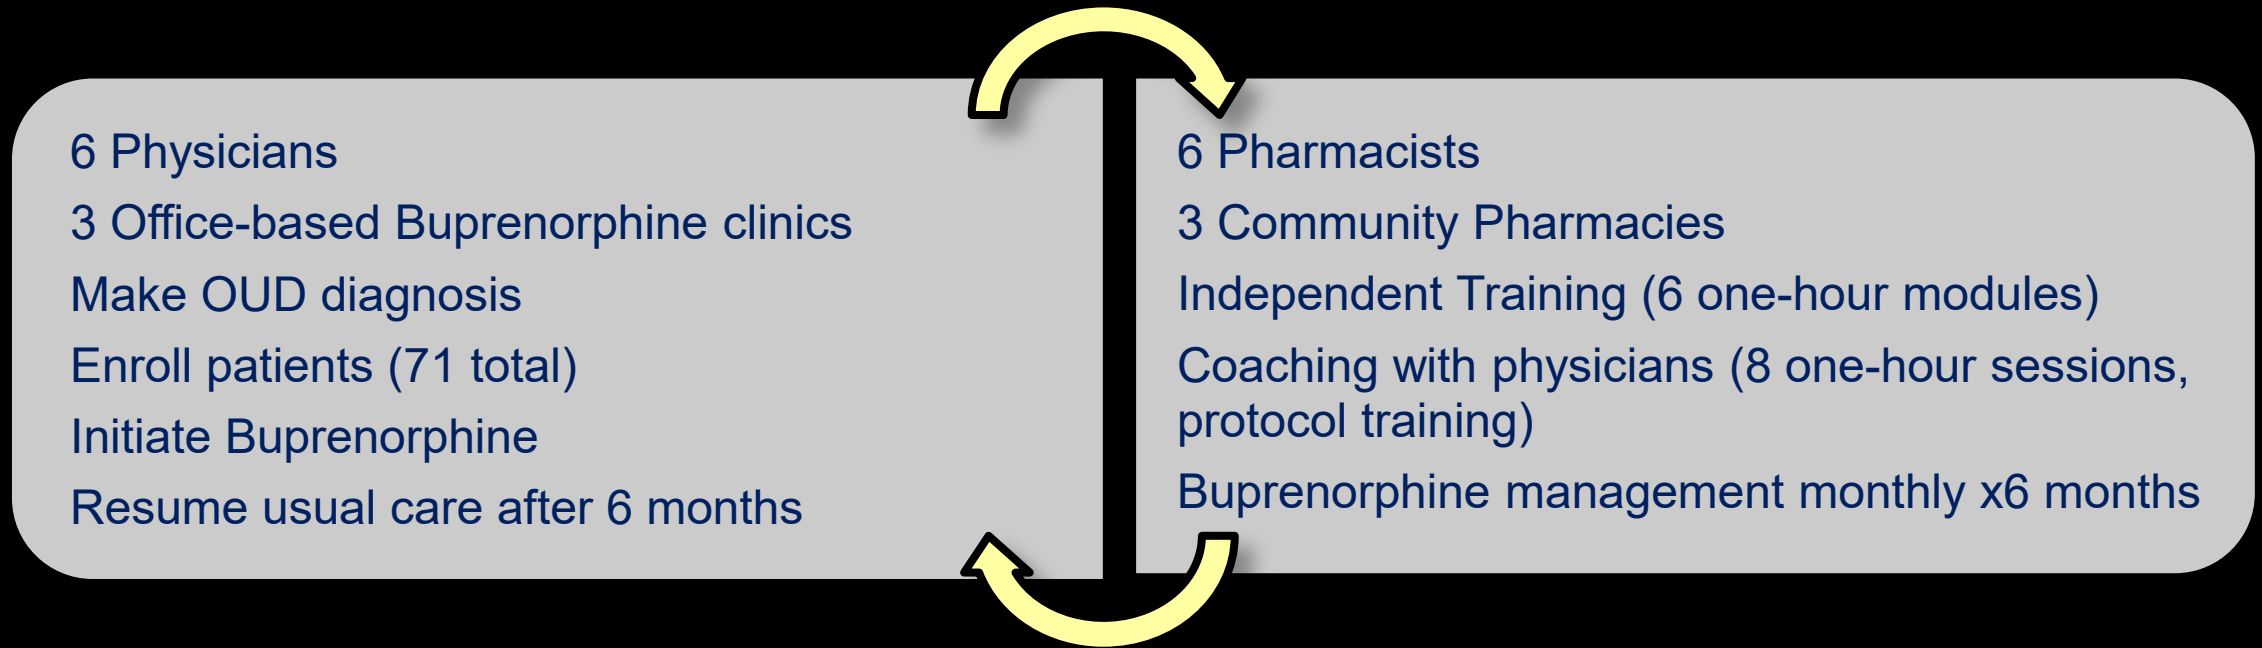 6 Physicians
3 Office-based Buprenorphine clinics
Make OUD diagnosis
Enroll patients (71 total)
Initiate Buprenorphine
Resume usual care after 6 months
6 Pharmacists
3 Community Pharmacies
Independent Training (6 one-hour modules)
Coaching with physicians (8 one-hour sessions,
protocol training)
Buprenorphine management monthly x6 months